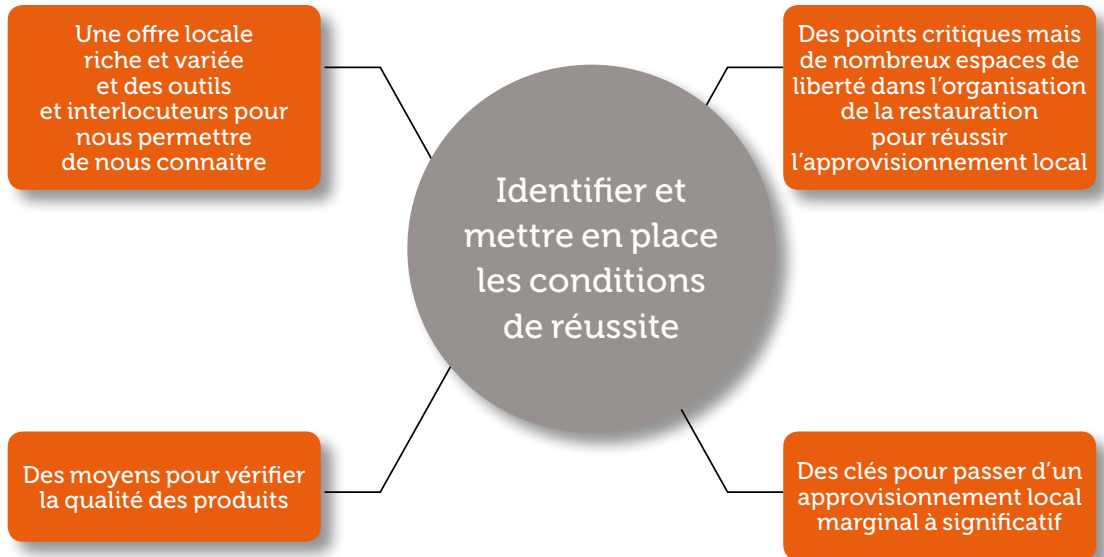 Une offre locale
riche et variée
et des outils
et interlocuteurs pour
nous permettre
de nous connaitre
Des points critiques mais
de nombreux espaces de
liberté dans l'organisation
de la restauration
pour réussir
l'approvisionnement local
Identifier et
mettre en place
les conditions
de réussite
Des moyens pour vérifier
la qualité des produits
Des clés pour passer d'un
approvisionnement local
marginal à significatif